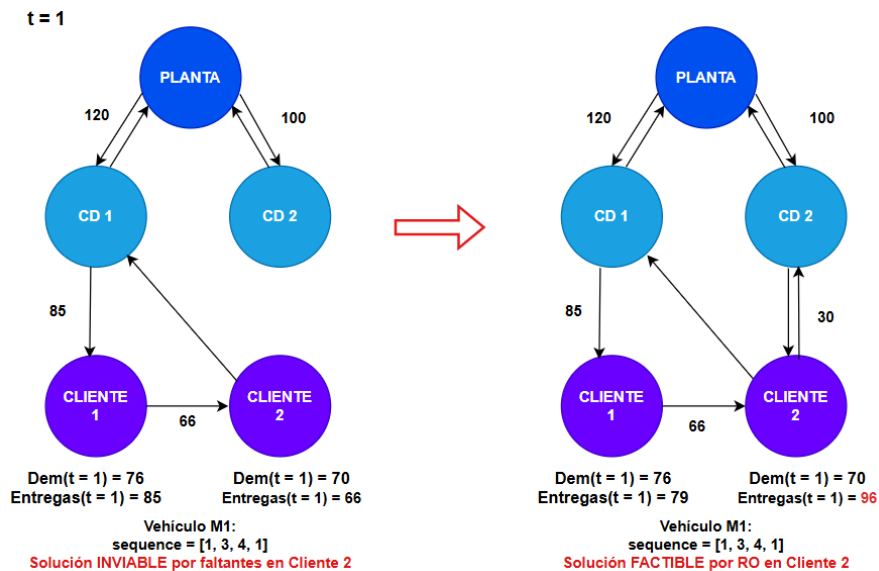 t = 1
PLANTA
120
100
CD 1
CD 2
85
CLIENTE
1
66
CLIENTE
2
Dem(t = 1) = 76
Entregas(t = 1) = 85
Dem(t = 1) = 70
Entregas(t = 1) = 66
Vehículo M1:
sequence = [1, 3, 4, 1]
Solución INVIABLE por faltantes en Cliente 2
PLANTA
120
100
CD 1
CD 2
85
30
CLIENTE
1
66
CLIENTE
2
Dem(t = 1) = 76
Entregas(t = 1) = 79
Dem(t = 1) = 70
Entregas(t = 1) = 96
Vehículo M1:
sequence = [1, 3, 4, 1]
Solución FACTIBLE por RO en Cliente 2